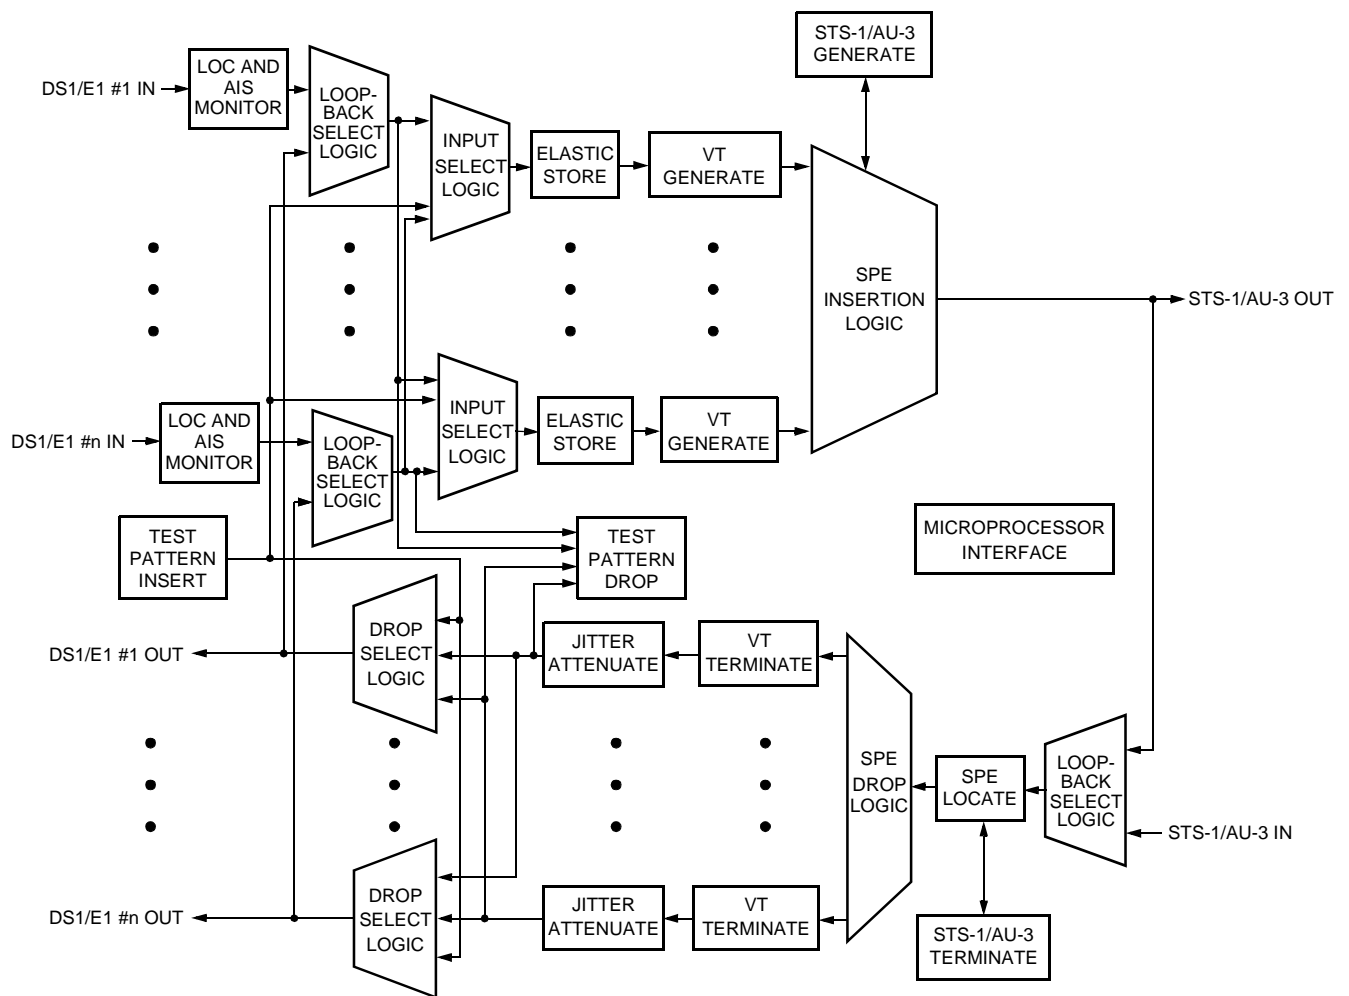 STS-1/AU-3
GENERATE
DS1/E1 #1 IN
LOC AND
AIS
MONITOR
LOOP-
BACK
SELECT
LOGIC
INPUT
SELECT
LOGIC
ELASTIC
STORE
VT
GENERATE
SPE
INSERTION
LOGIC
STS-1/AU-3 OUT
DS1/E1 #n IN
LOC AND
AIS
MONITOR
LOOP-
BACK
SELECT
LOGIC
INPUT
SELECT
LOGIC
ELASTIC
STORE
VT
GENERATE
TEST
PATTERN
INSERT
TEST
PATTERN
DROP
MICROPROCESSOR
INTERFACE
DS1/E1 #1 OUT
DROP
SELECT
LOGIC
JITTER
ATTENUATE
VT
TERMINATE
SPE
DROP
LOGIC
SPE
LOCATE
LOOP-
BACK
SELECT
LOGIC
STS-1/AU-3 IN
DS1/E1 #n OUT
DROP
SELECT
LOGIC
JITTER
ATTENUATE
VT
TERMINATE
STS-1/AU-3
TERMINATE